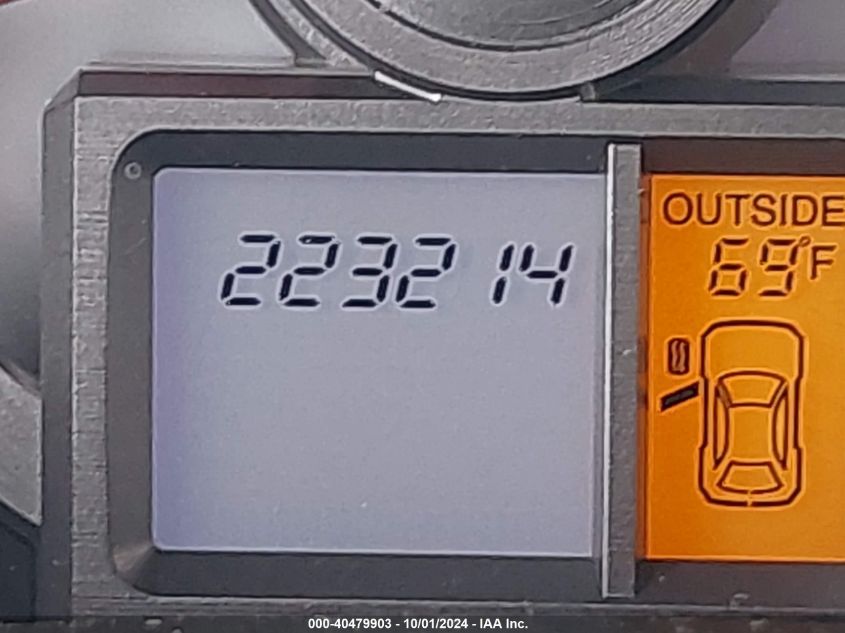 223214
OUTSIDE
69°F
000-40479903 - 10/01/2024 - IAA Inc.